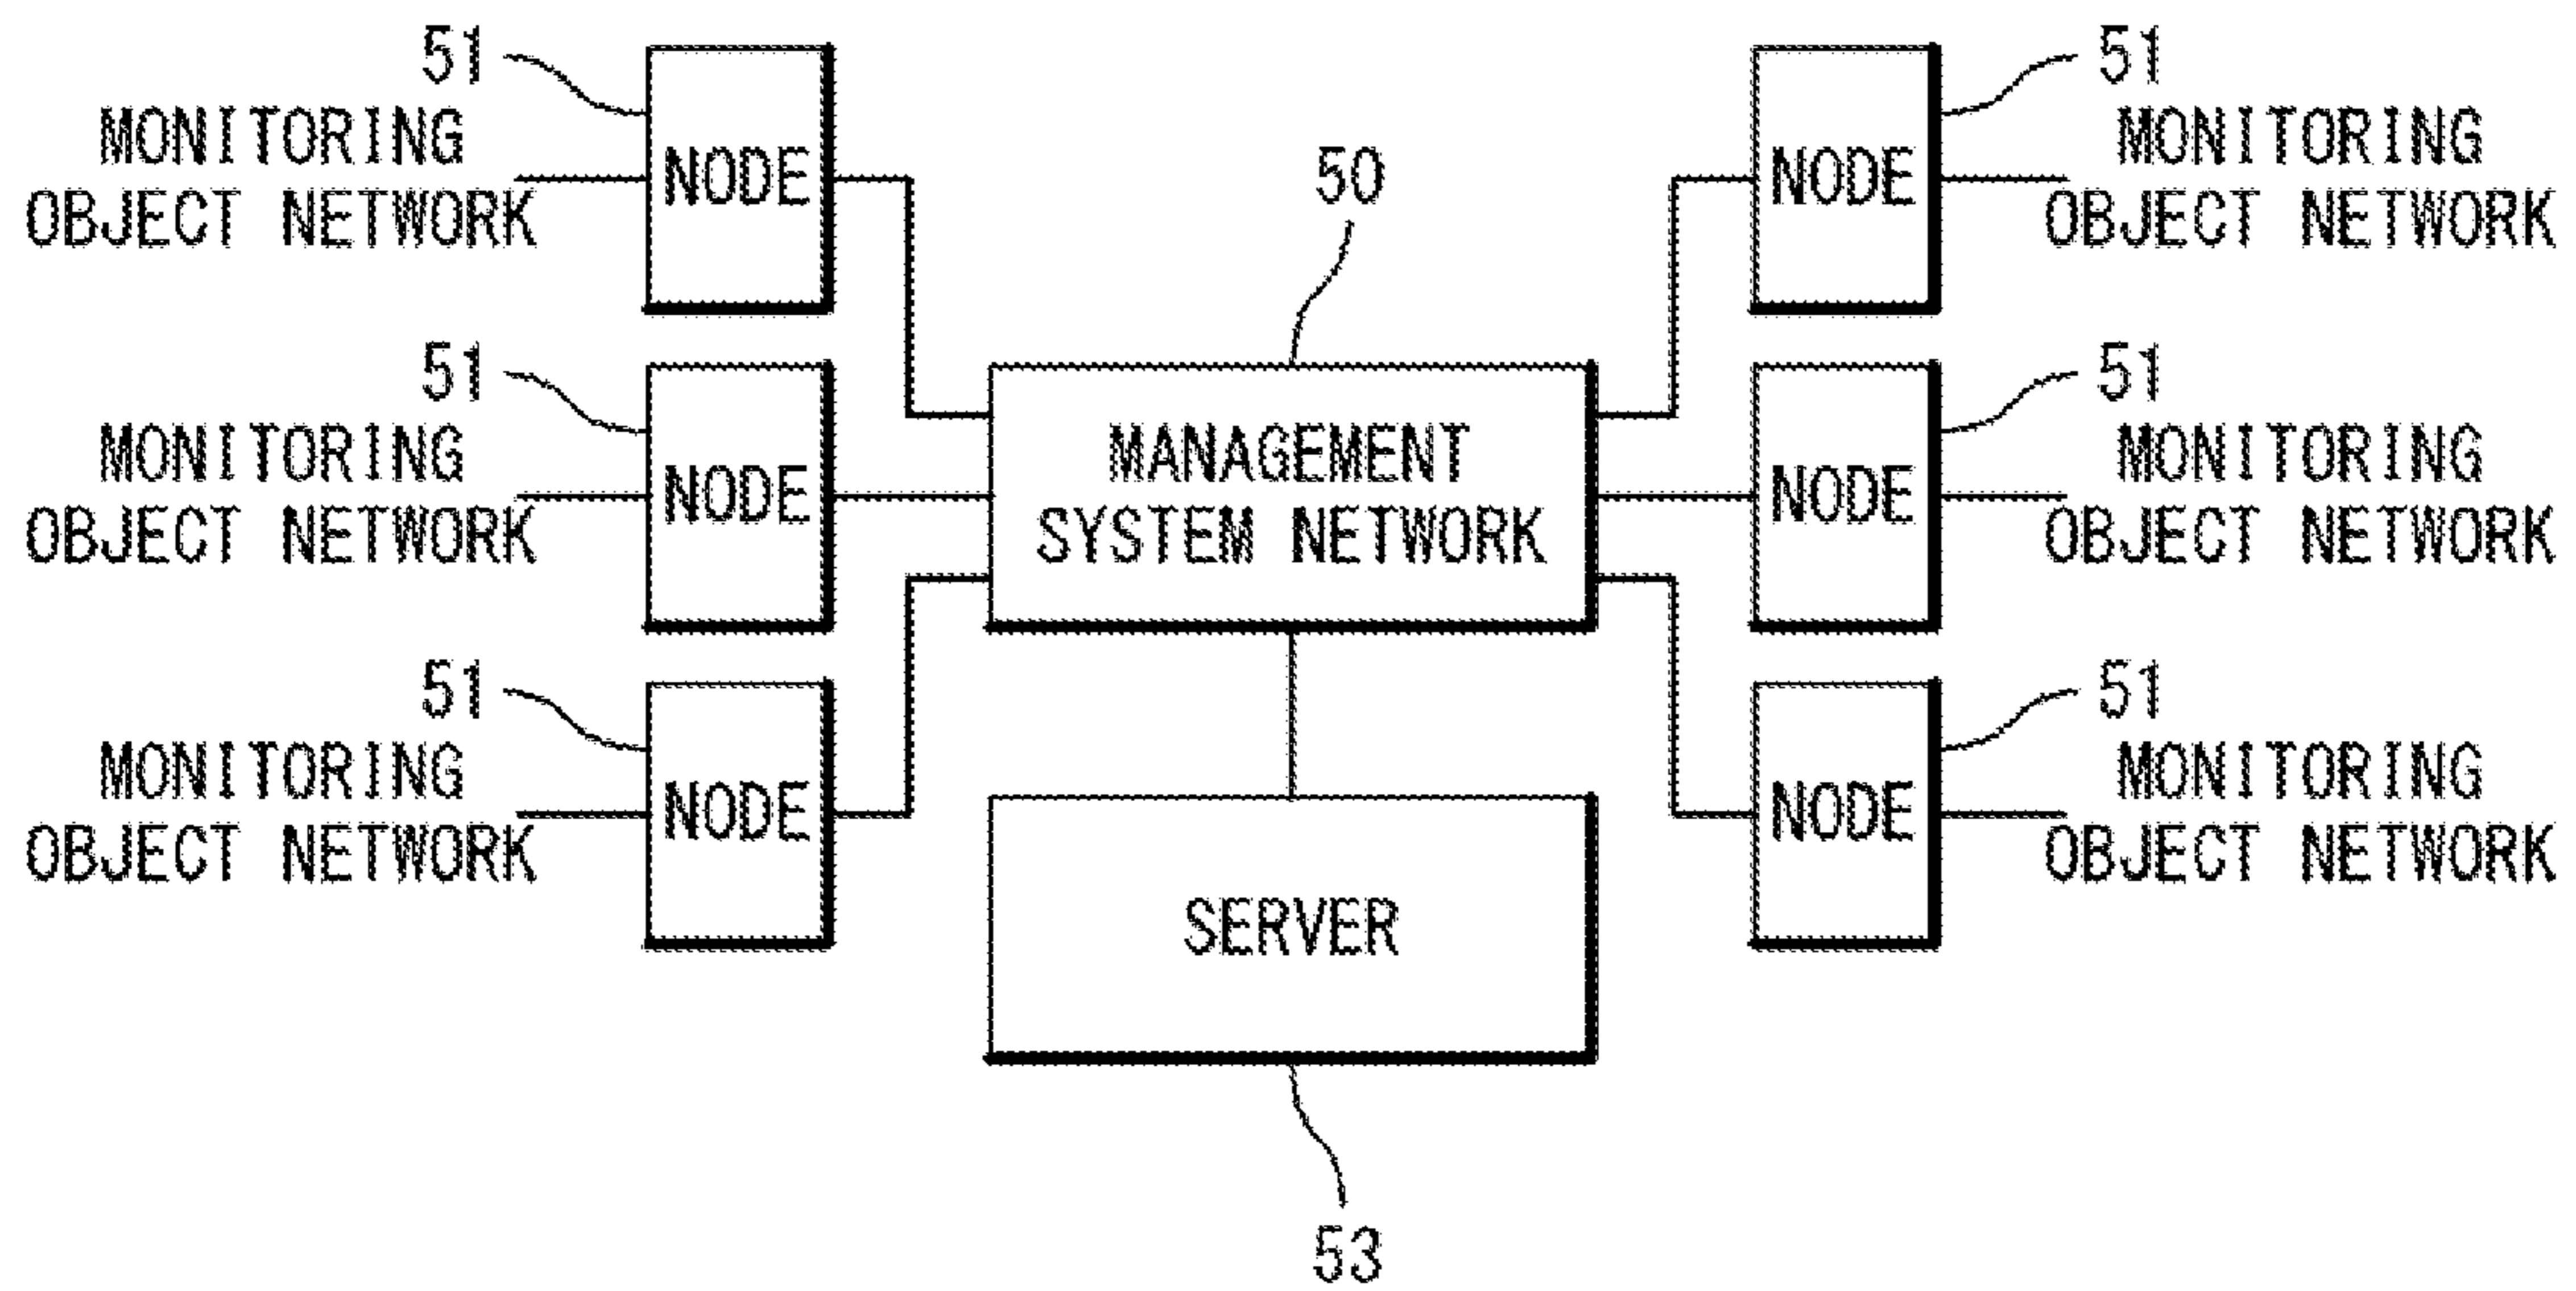 51
MONITORING
OBJECT NETWORK
NODE
51
MONITORING
OBJECT NETWORK
NODE
51
MONITORING
OBJECT NETWORK
NODE
50
MANAGEMENT
SYSTEM NETWORK
SERVER
53
51
MONITORING
OBJECT NETWORK
NODE
51
MONITORING
OBJECT NETWORK
NODE
51
MONITORING
OBJECT NETWORK
NODE